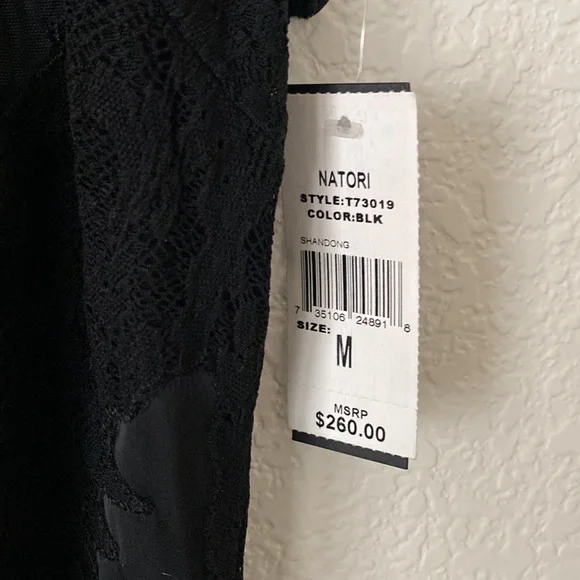 NATORI
STYLE:T73019
COLOR:BLK
SHANDONG
7 35106 24891 8
SIZE:
M
MSRP
$260.00